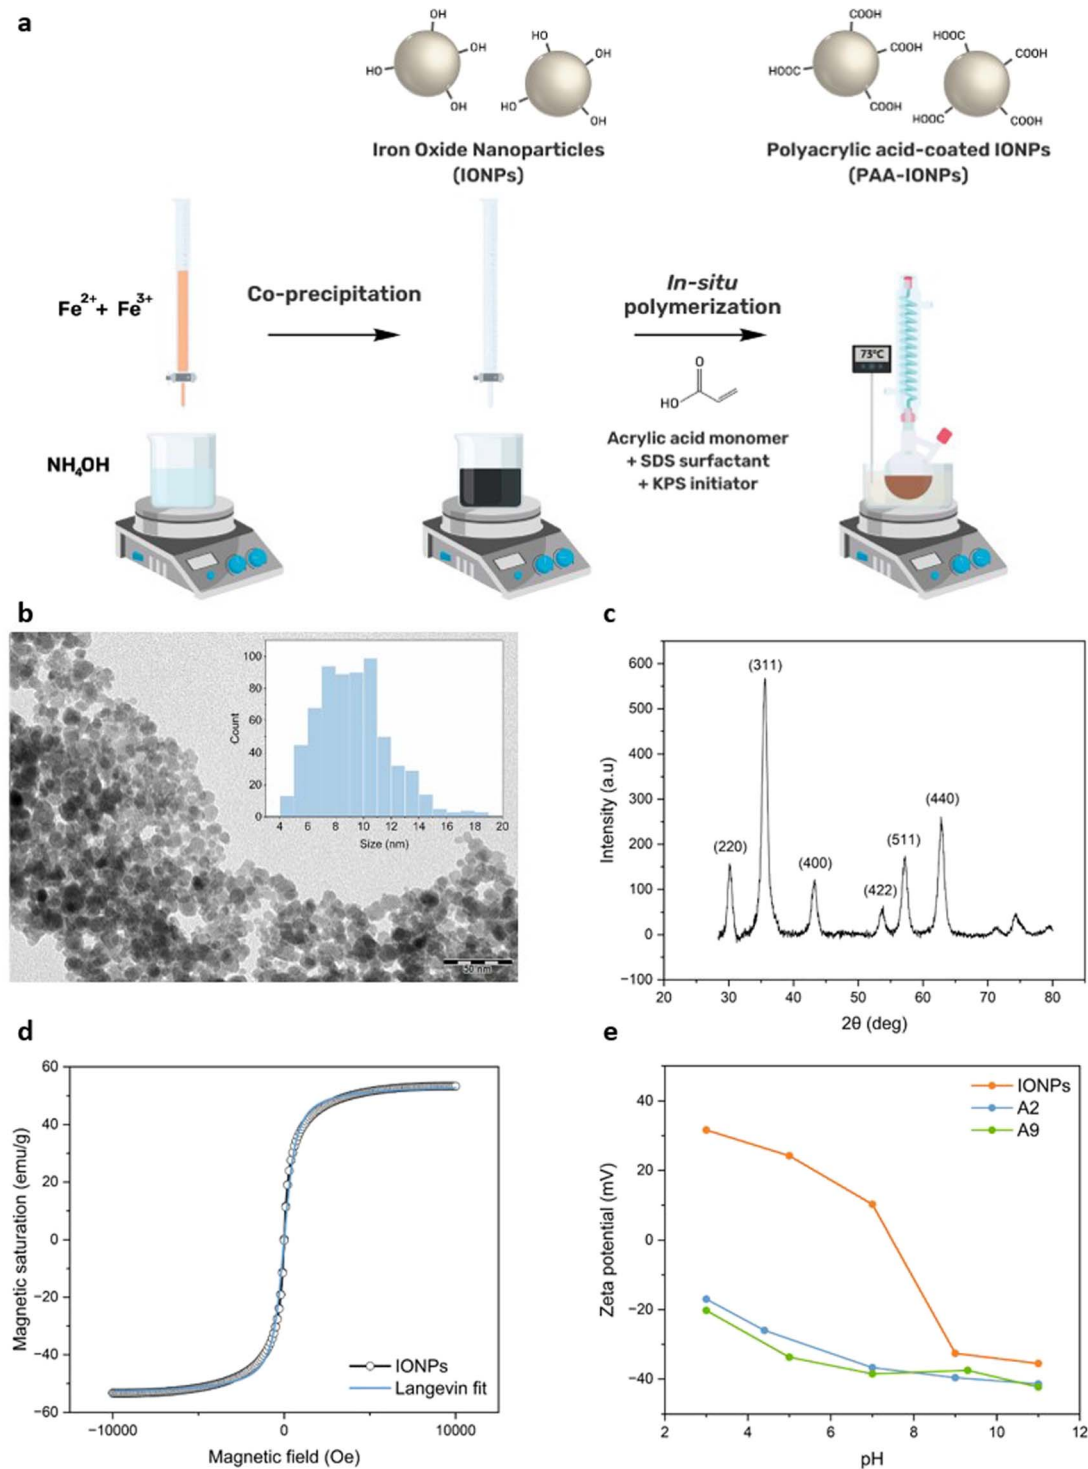 a
OH
OH
HO
OH
HO
OH
HO
OH
Iron Oxide Nanoparticles
(IONPs)
COOH
COOH
HOOC
COOH
HOOC
COOH
HOOC
COOH
Polyacrylic acid-coated IONPs
(PAA-IONPs)
Fe2+ + Fe3+
NH4OH
Co-precipitation
In-situ
polymerization
O
HO
Acrylic acid monomer
+ SDS surfactant
+ KPS initiator
73°C
b
100
80
60
40
20
0
Count
4 6 8 10 12 14 16 18 20
Size (nm)
50 nm
c
600
500
400
300
200
100
0
−100
Intensity (a.u)
(220)
(311)
(400)
(422)
(511)
(440)
20 30 40 50 60 70 80
2θ (deg)
d
60
40
20
0
−20
−40
−60
Magnetic saturation (emu/g)
IONPs
Langevin fit
−10000 0 10000
Magnetic field (Oe)
e
40
20
0
−20
−40
Zeta potential (mV)
IONPs
A2
A9
2 4 6 8 10 12
pH